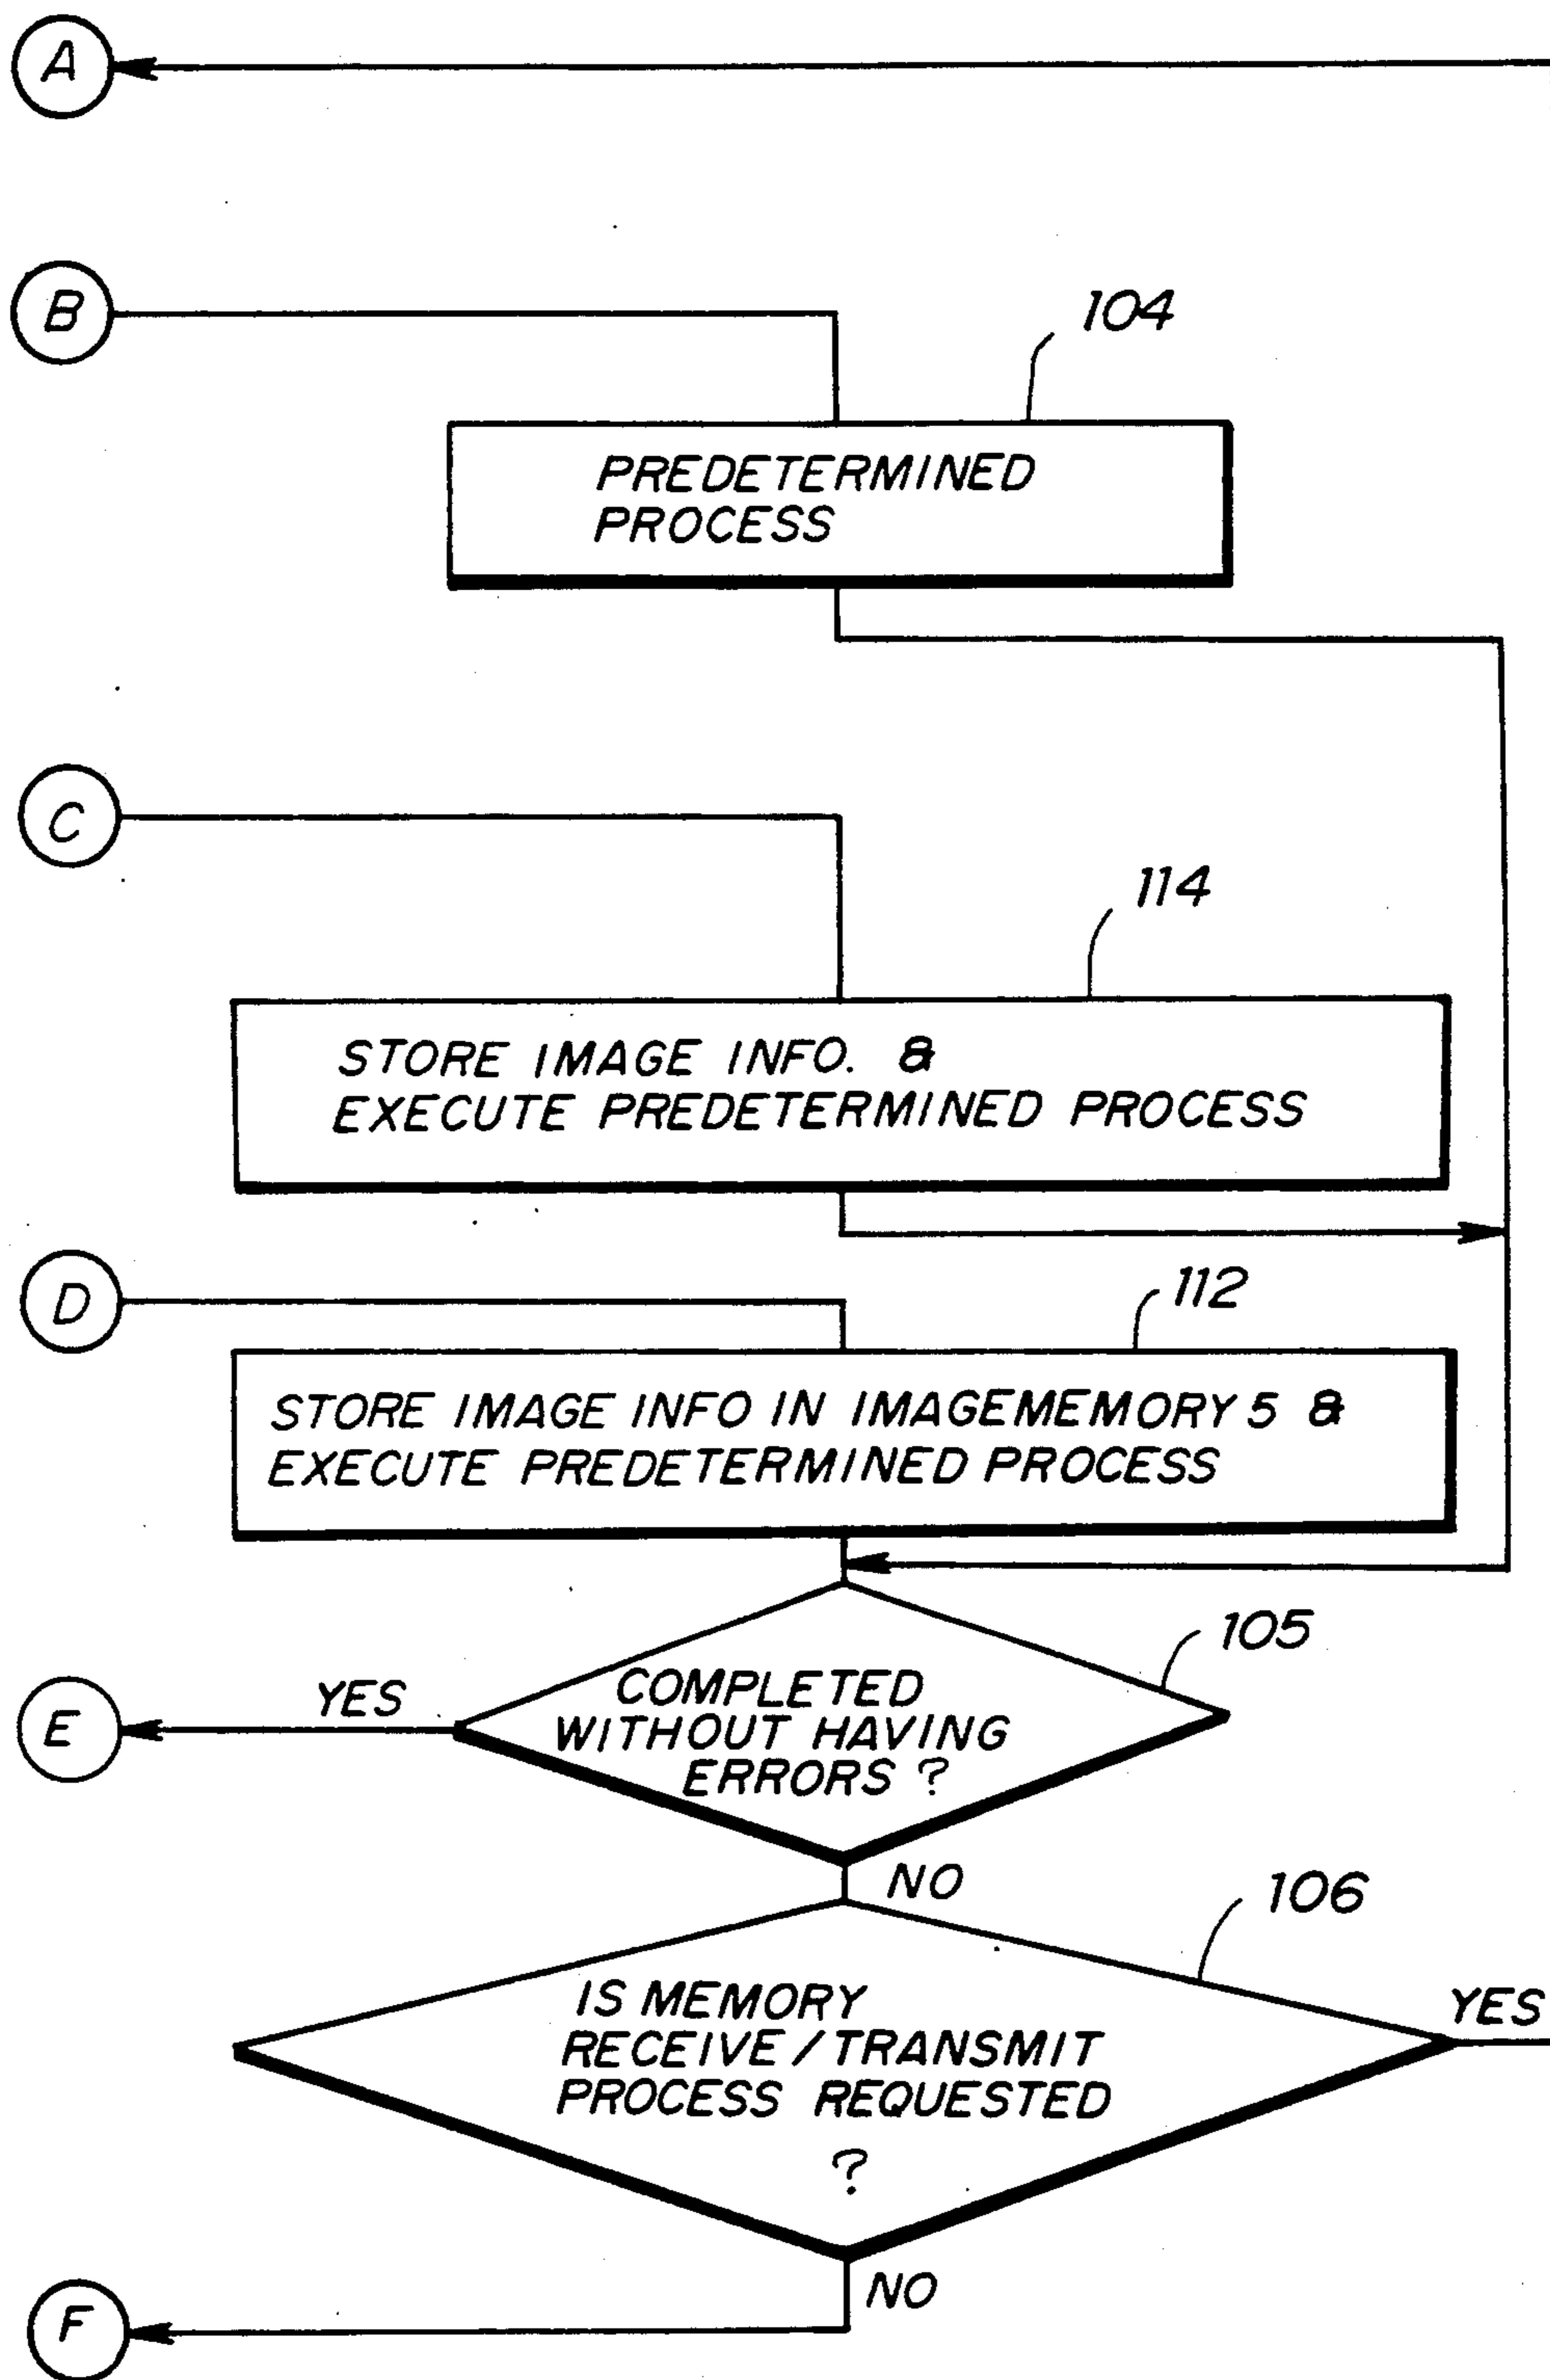 A
B
104
PREDETERMINED
PROCESS
C
114
STORE IMAGE INFO. &
EXECUTE PREDETERMINED PROCESS
D
112
STORE IMAGE INFO IN IMAGEMEMORY 5 &
EXECUTE PREDETERMINED PROCESS
105
E
YES
COMPLETED
WITHOUT HAVING
ERRORS ?
NO
106
IS MEMORY
RECEIVE / TRANSMIT
PROCESS REQUESTED
?
YES
NO
F